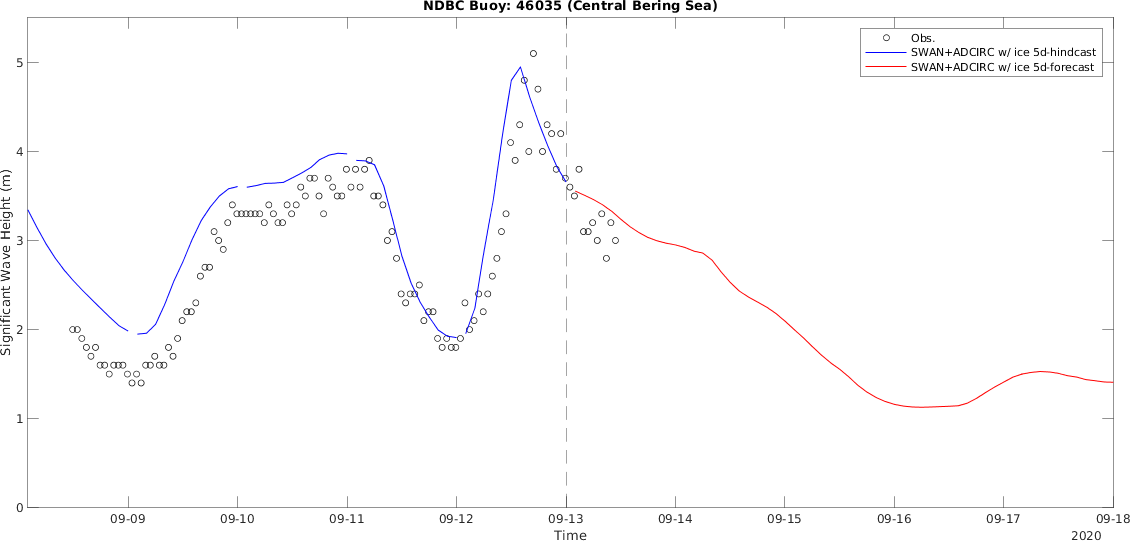 NDBC Buoy: 46035 (Central Bering Sea)
Obs.
SWAN+ADCIRC w/ ice 5d-hindcast
SWAN+ADCIRC w/ ice 5d-forecast
Significant Wave Height (m)
5
4
3
2
1
0
09-09 09-10 09-11 09-12 09-13 09-14 09-15 09-16 09-17 09-18
Time
2020